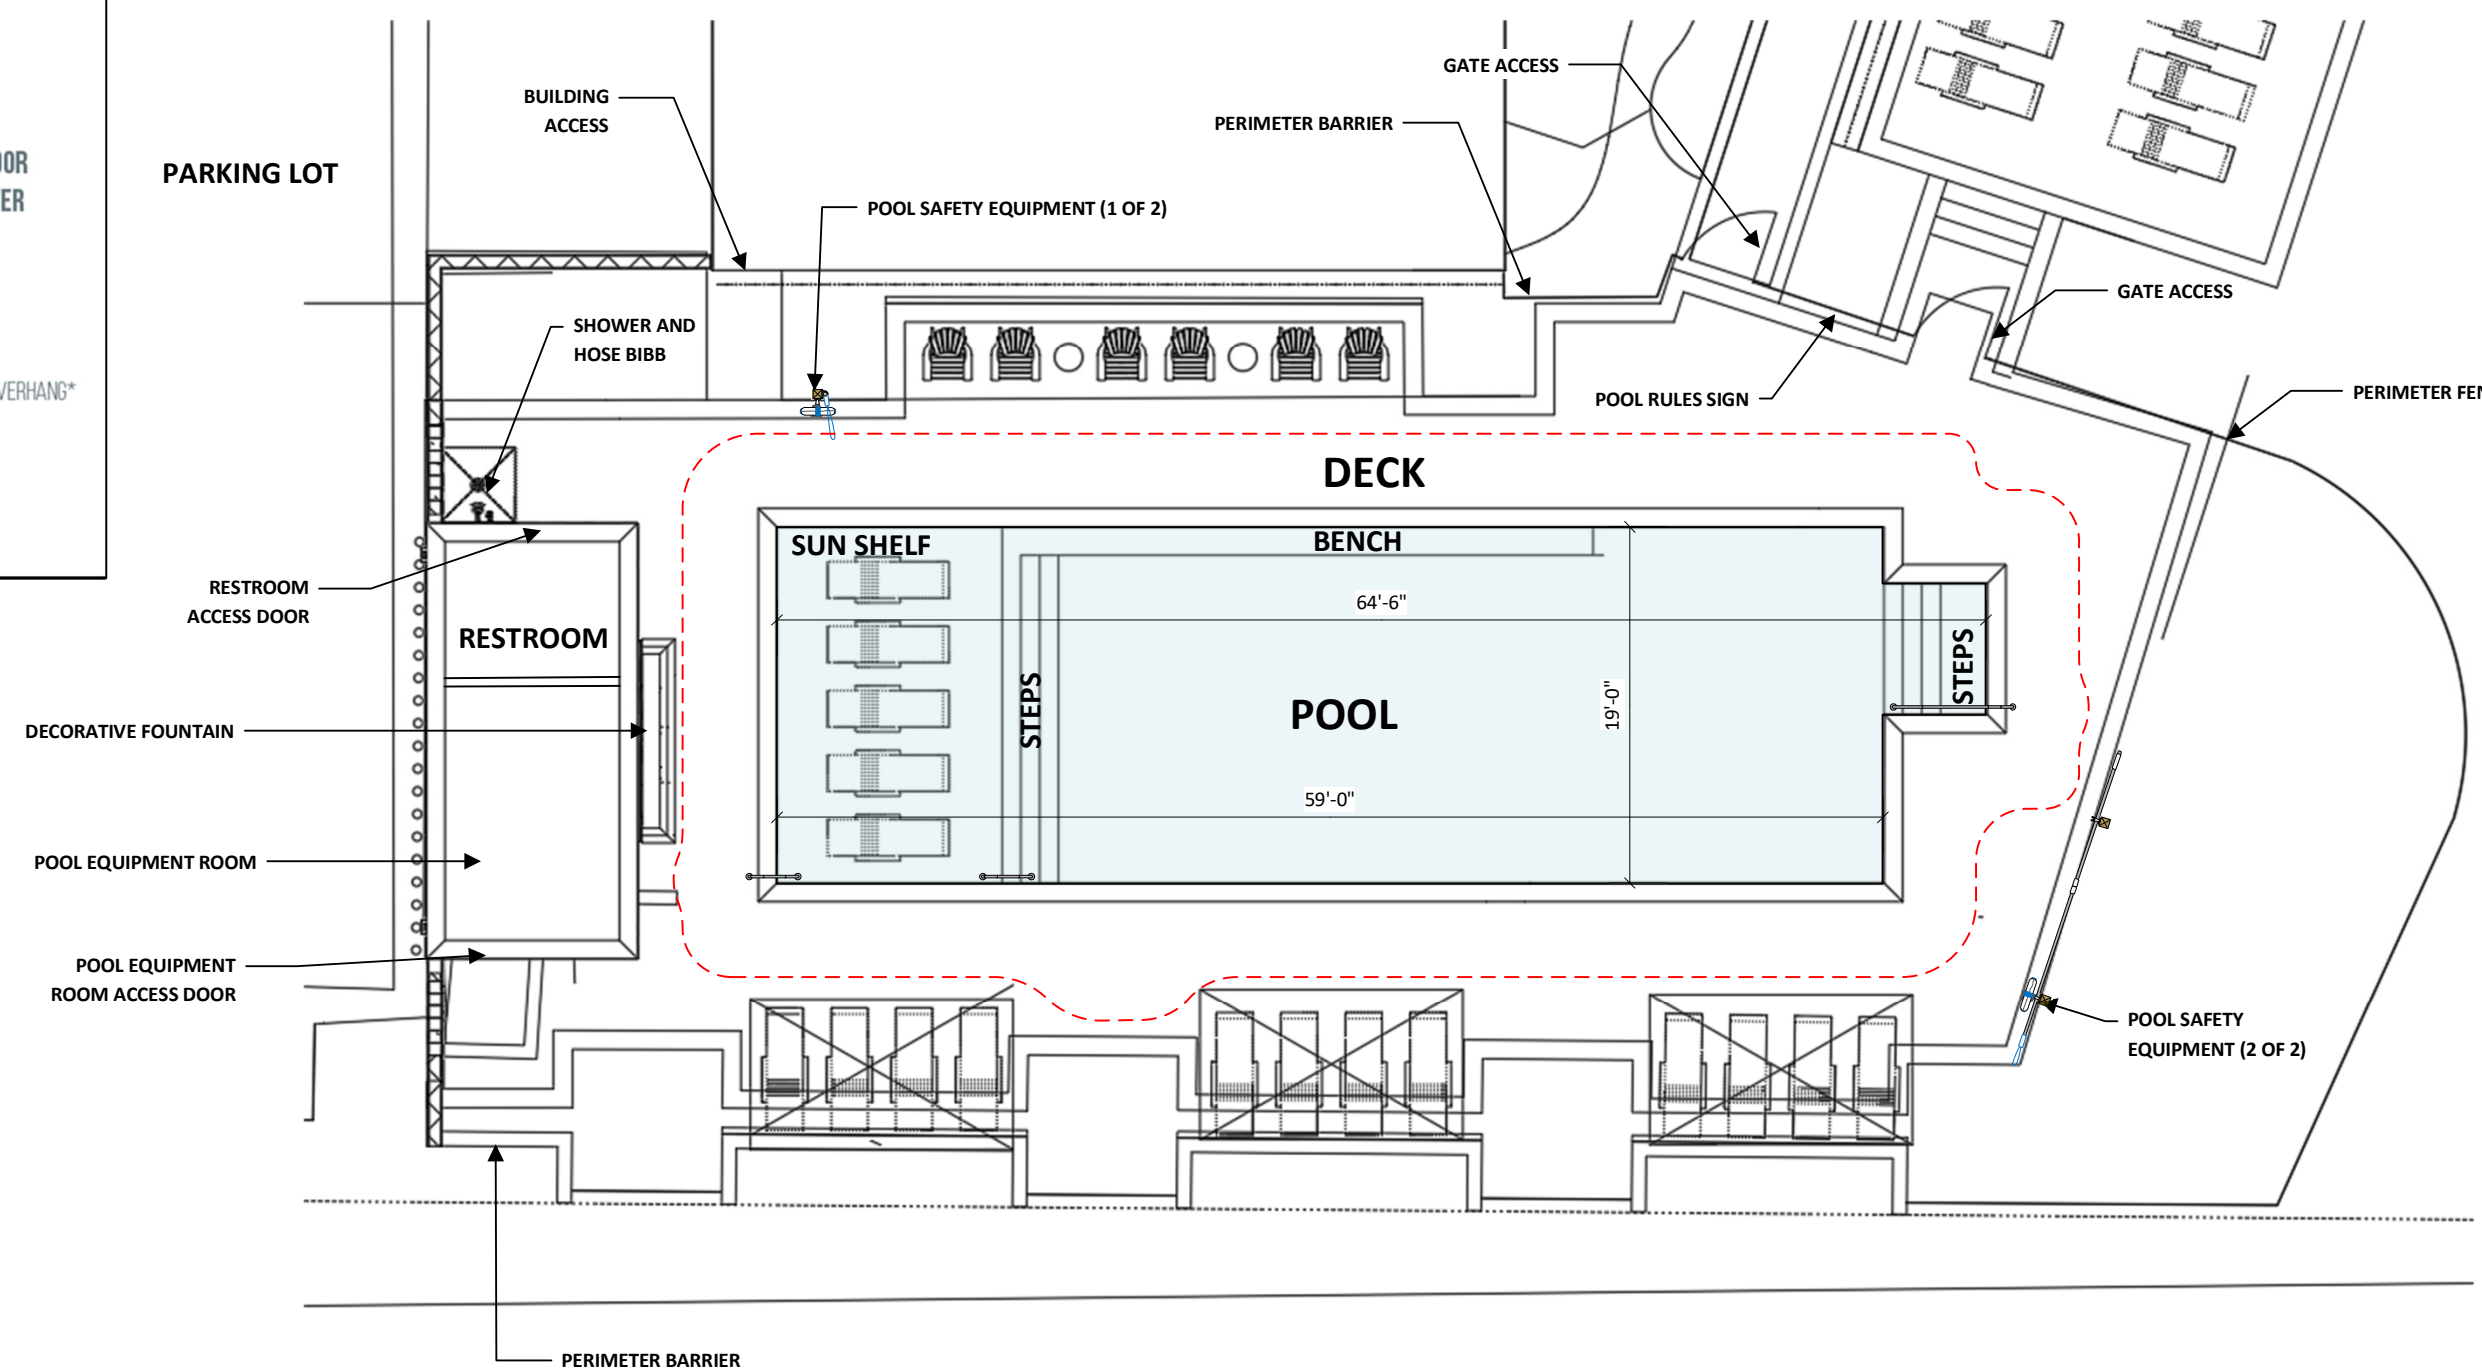 BUILDING
ACCESS
GATE ACCESS
PERIMETER BARRIER
PARKING LOT
POOL SAFETY EQUIPMENT (1 OF 2)
GATE ACCESS
SHOWER AND
HOSE BIBB
POOL RULES SIGN
VERHANG*
PERIMETER
DECK
SUN SHELF
BENCH
64'-6"
RESTROOM
ACCESS DOOR
RESTROOM
STEPS
STEPS
POOL
19'-0"
DECORATIVE FOUNTAIN
59'-0"
POOL EQUIPMENT ROOM
POOL EQUIPMENT
ROOM ACCESS DOOR
POOL SAFETY
EQUIPMENT (2 OF 2)
PERIMETER BARRIER